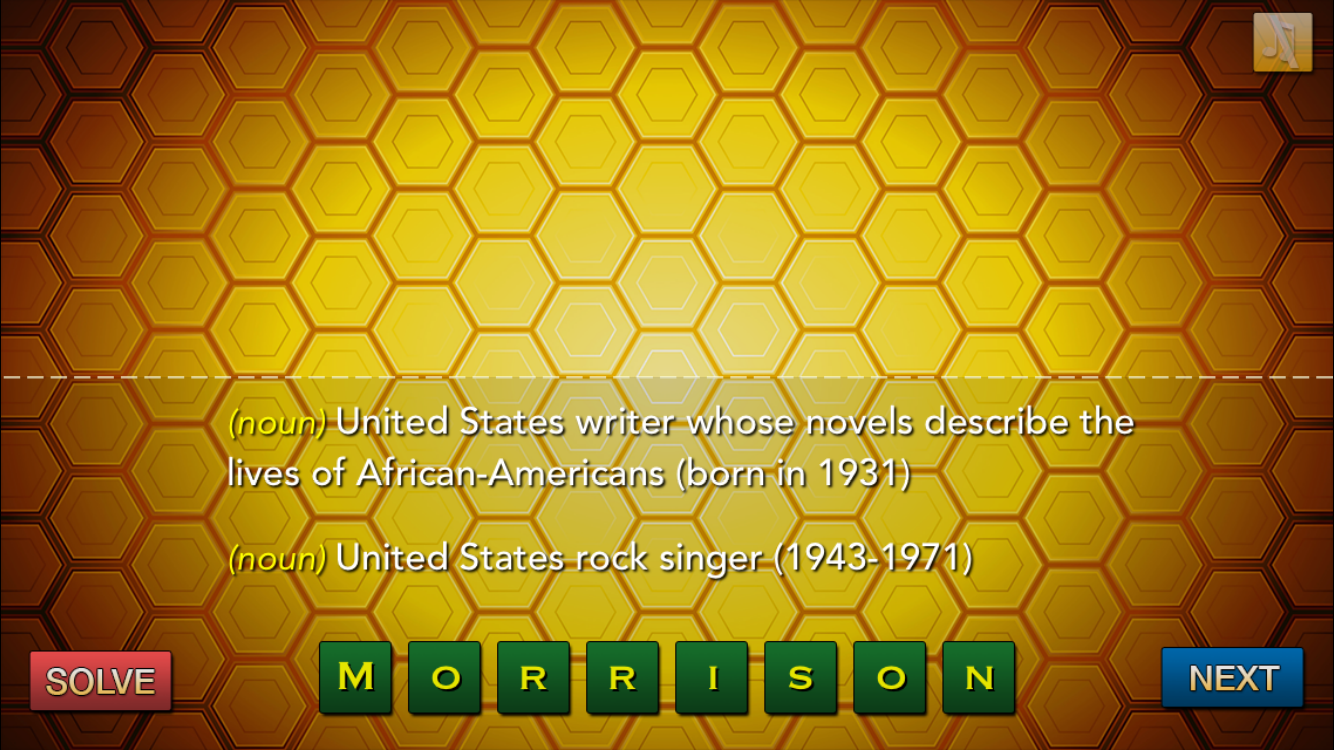 (noun) United States writer whose novels describe the
lives of African-Americans (born in 1931)
(noun) United States rock singer (1943-1971)
SOLVE
MORRISON
NEXT